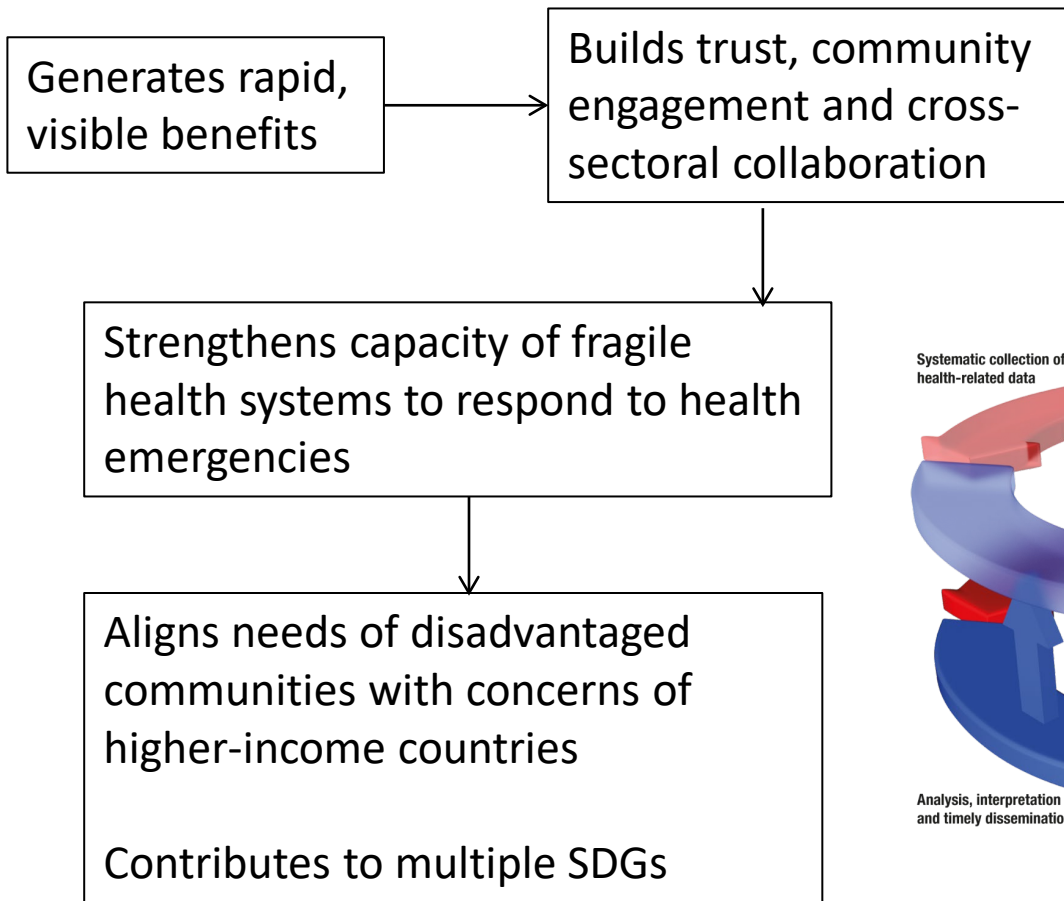 Generates rapid,
visible benefits
Builds trust, community
engagement and cross-
sectoral collaboration
Strengthens capacity of fragile
health systems to respond to health
emergencies
Systematic collection of
health-related data
Aligns needs of disadvantaged
communities with concerns of
higher-income countries
Contributes to multiple SDGs
Analysis, interpretation
and timely